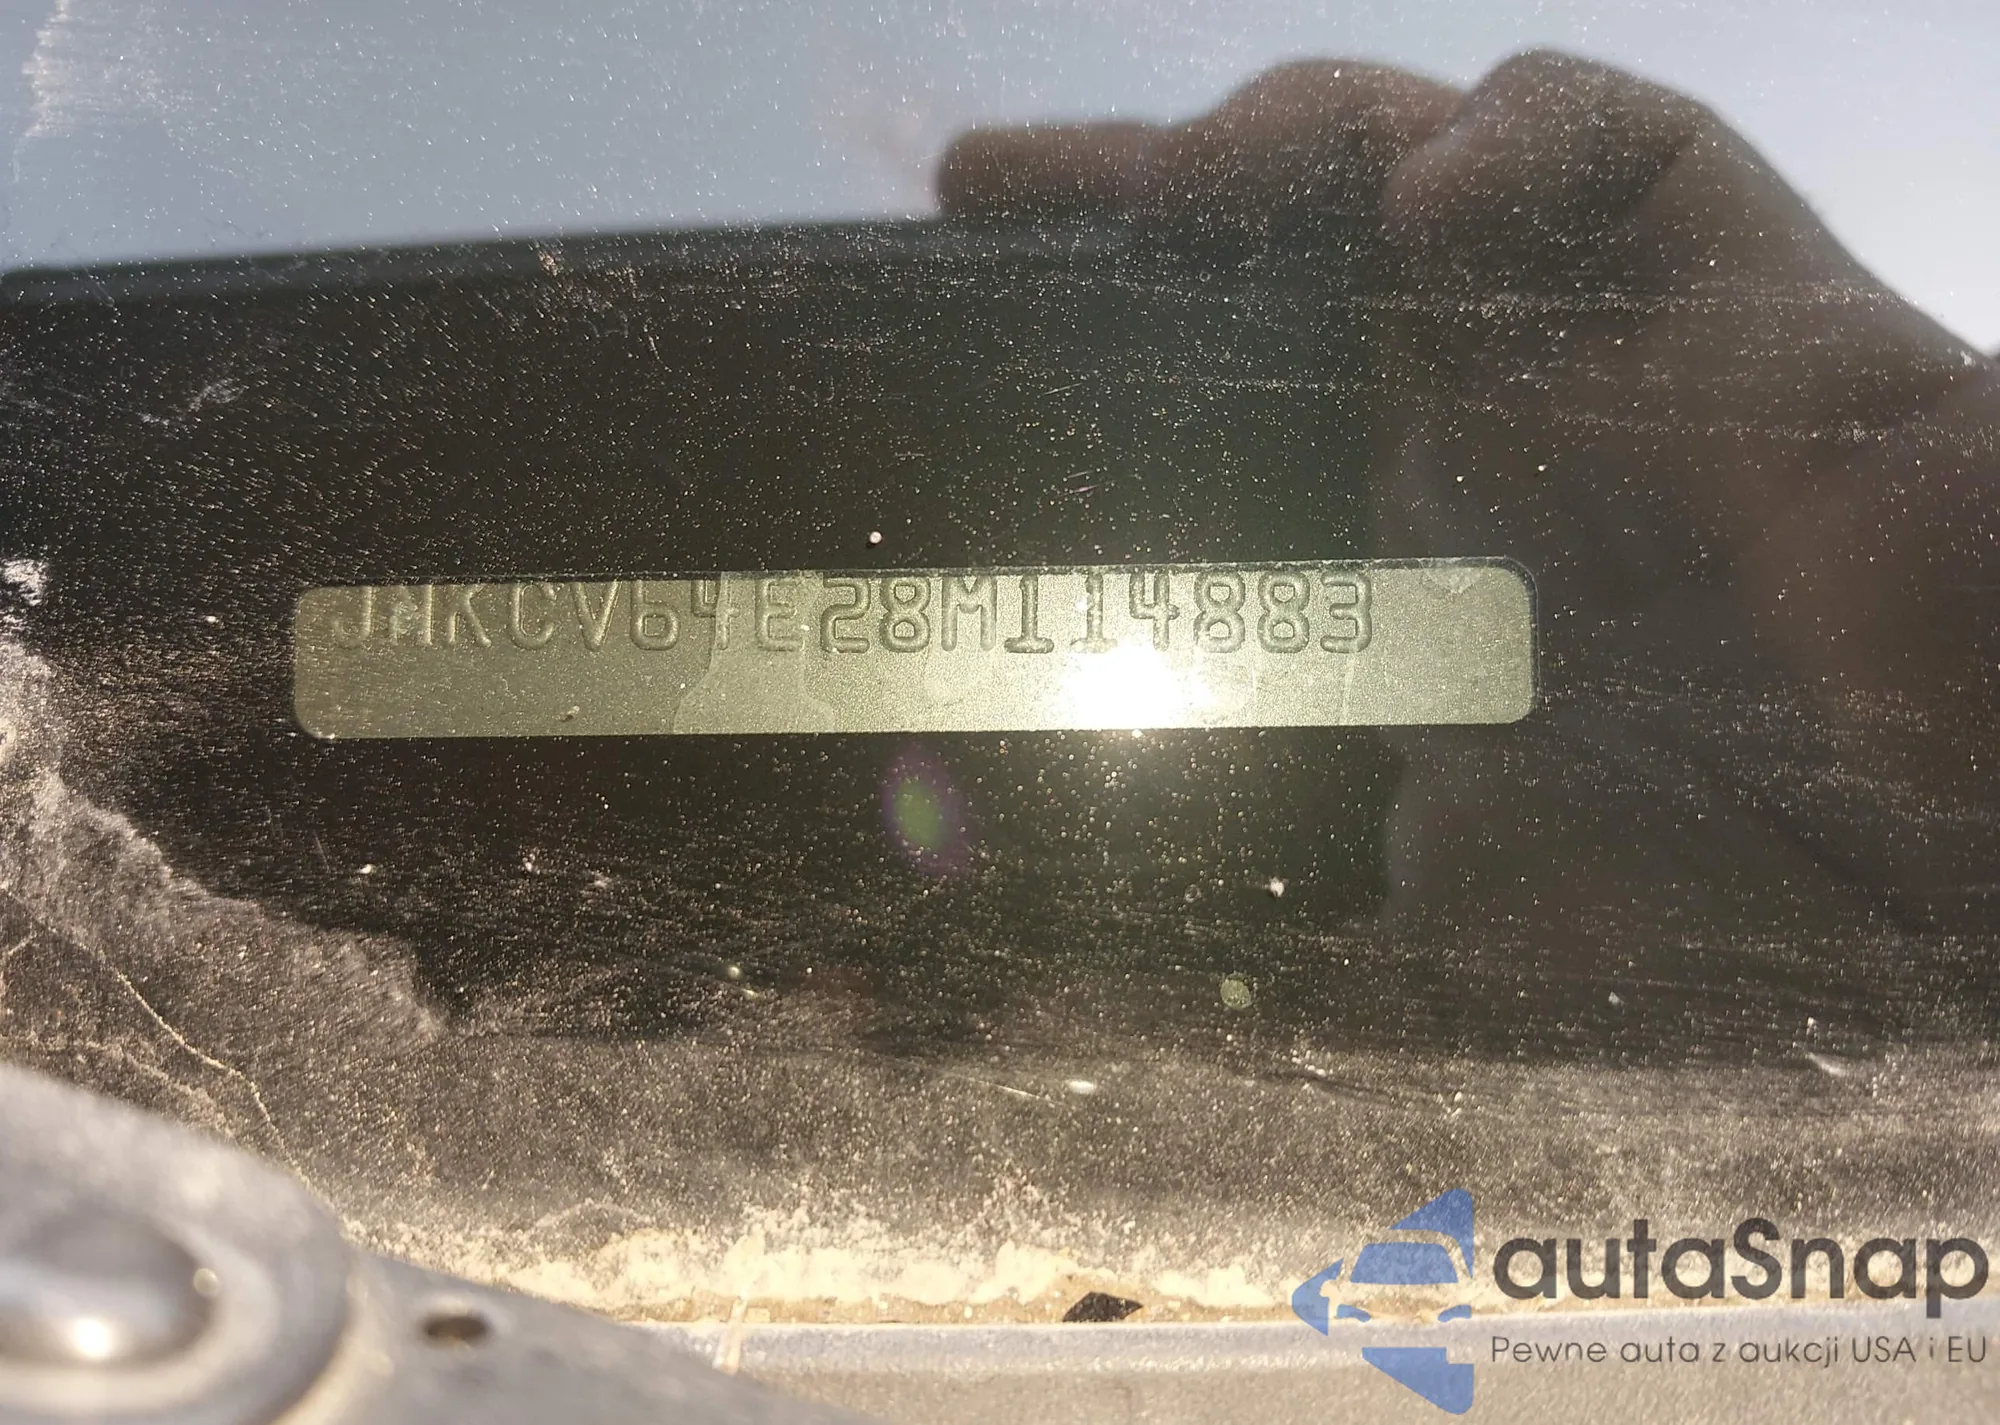 JNKCV64E28M114883
autaSnap
Pewne auta z aukcji USA i EU